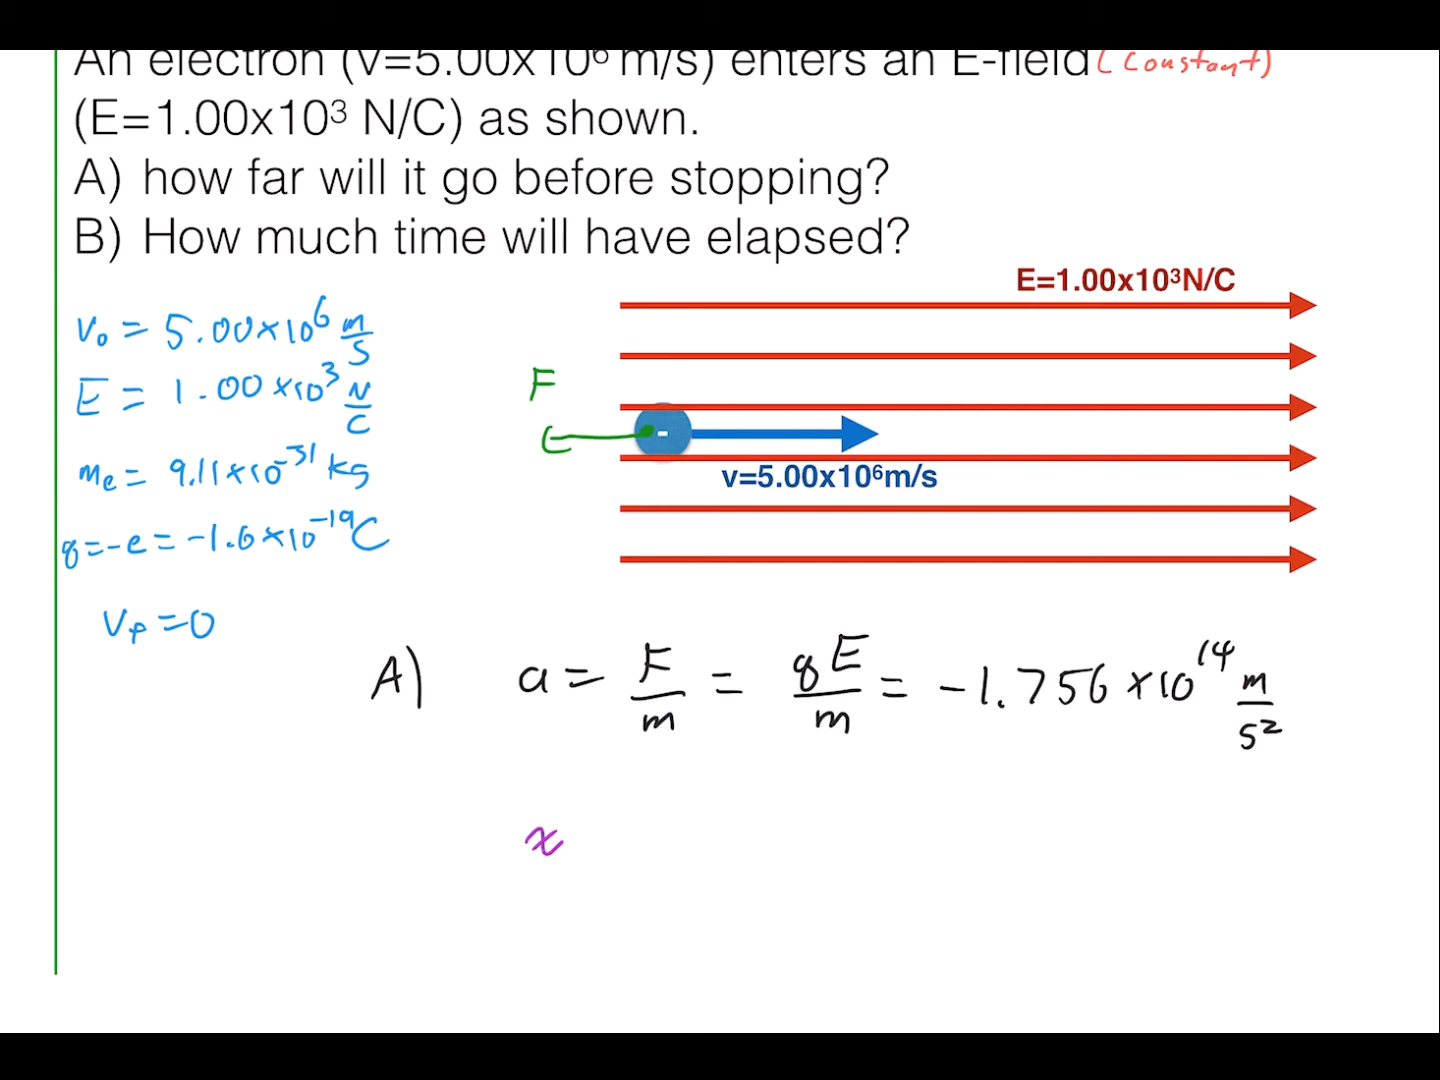 An electron (v=5.00x10⁶ m/s) enters an E-field (constant)
(E=1.00x10³ N/C) as shown.
A) how far will it go before stopping?
B) How much time will have elapsed?
E=1.00x10³N/C
v₀ = 5.00×10⁶ m/s
E = 1.00×10³ N/C
F
-
v=5.00x10⁶m/s
mₑ = 9.11×10⁻³¹ kg
q=-e=-1.6×10⁻¹⁹C
v_f=0
A) a = F/m = qE/m = -1.756×10¹⁴ m/s²
x